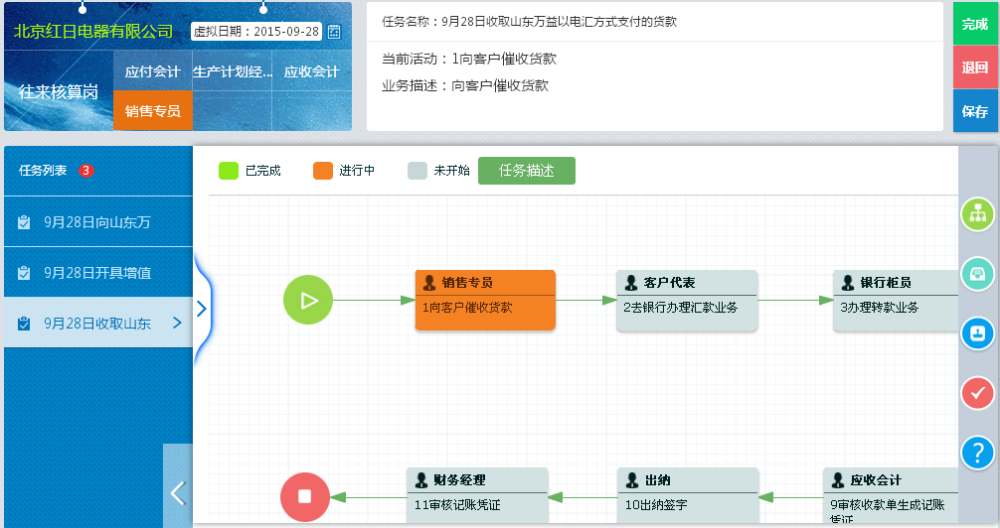 北京红日电器有限公司
虚拟日期：2015-09-28
往来核算岗
应付会计
生产计划经...
应收会计
销售专员
任务名称：9月28日收取山东万益以电汇方式支付的货款
当前活动：1向客户催收货款
业务描述：向客户催收货款
完成
退回
保存
任务列表 3
9月28日向山东万
9月28日开具增值
9月28日收取山东
已完成
进行中
未开始
任务描述
销售专员
1向客户催收货款
客户代表
2去银行办理汇款业务
银行柜员
3办理转款业务
财务经理
11审核记账凭证
出纳
10出纳签字
应收会计
9审核收款单生成记账
凭证
?